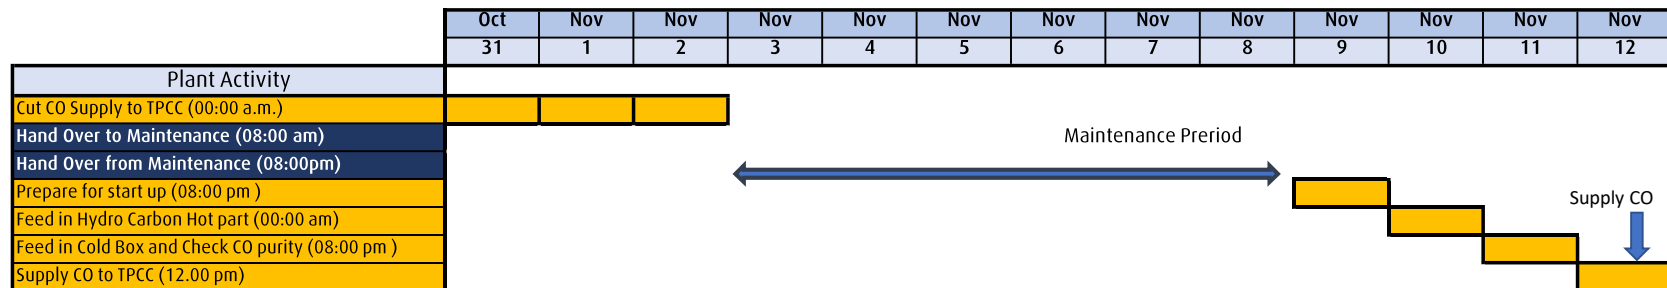 Oct Nov Nov Nov Nov Nov Nov Nov Nov Nov Nov Nov Nov
31 1 2 3 4 5 6 7 8 9 10 11 12
Plant Activity
Cut CO Supply to TPCC (00:00 a.m.)
Hand Over to Maintenance (08:00 am)
Maintenance Preriod
Hand Over from Maintenance (08:00pm)
Prepare for start up (08:00 pm )
Supply CO
Feed in Hydro Carbon Hot part (00:00 am)
Feed in Cold Box and Check CO purity (08:00 pm )
Supply CO to TPCC (12.00 pm)